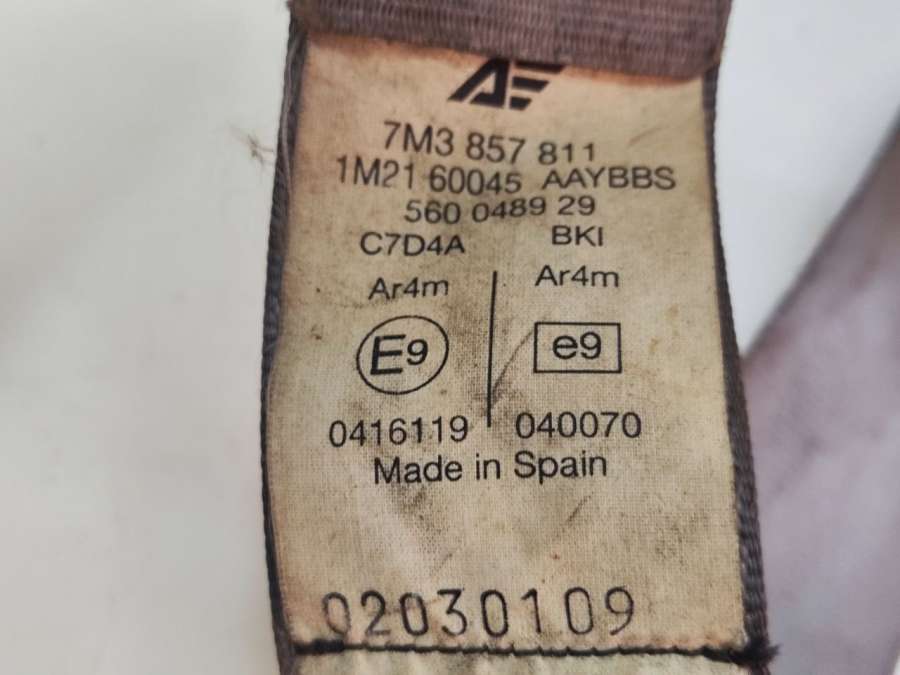 AE
7M3 857 811
1M21 60045 AAYBBS
560 0489 29
C7D4A BKI
Ar4m Ar4m
E9 e9
0416119 040070
Made in Spain
02030109